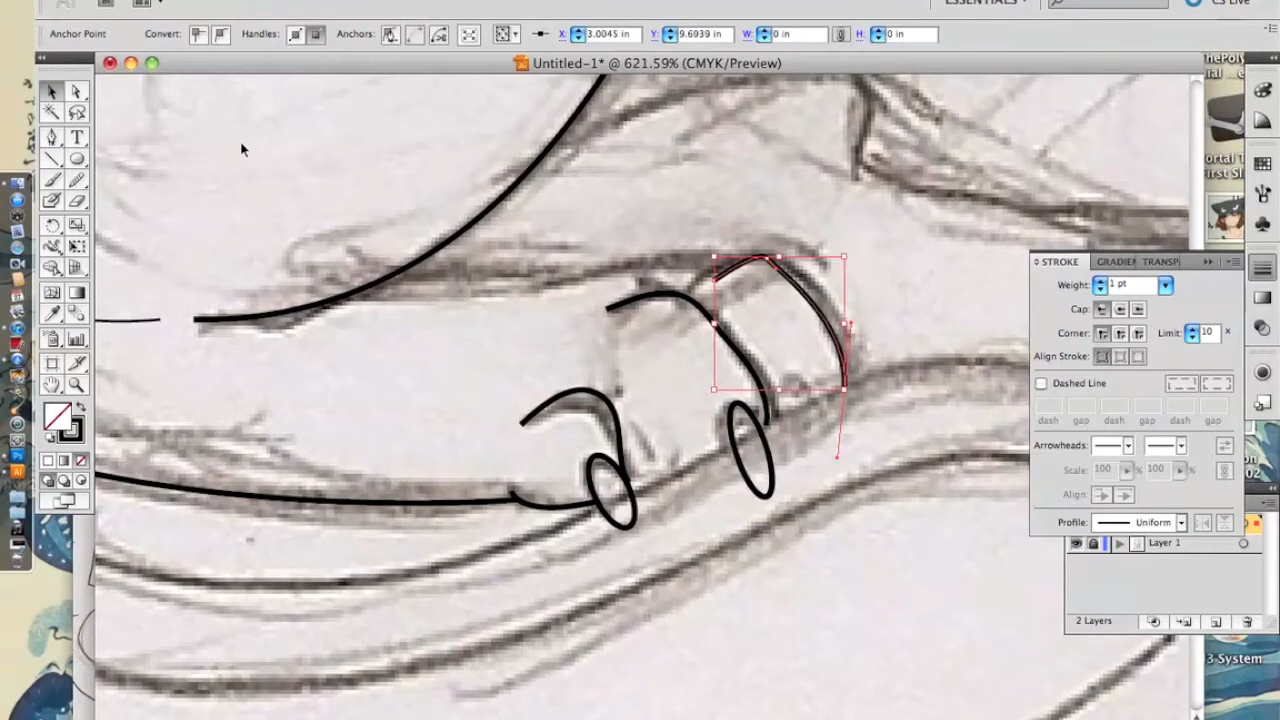 ESSENTIALS
CS Live
Anchor Point Convert: Handles: Anchors: X: 3.0045 in Y: 9.6939 in W: 0 in H: 0 in
Untitled-1* @ 621.59% (CMYK/Preview)
STROKE GRADIEN TRANSP
Weight: 1 pt
Cap:
Corner: Limit: 10 x
Align Stroke:
Dashed Line
dash gap dash gap dash gap
Arrowheads:
Scale: 100 % 100 %
Align:
Profile: Uniform
Layer 1
2 Layers
3-System